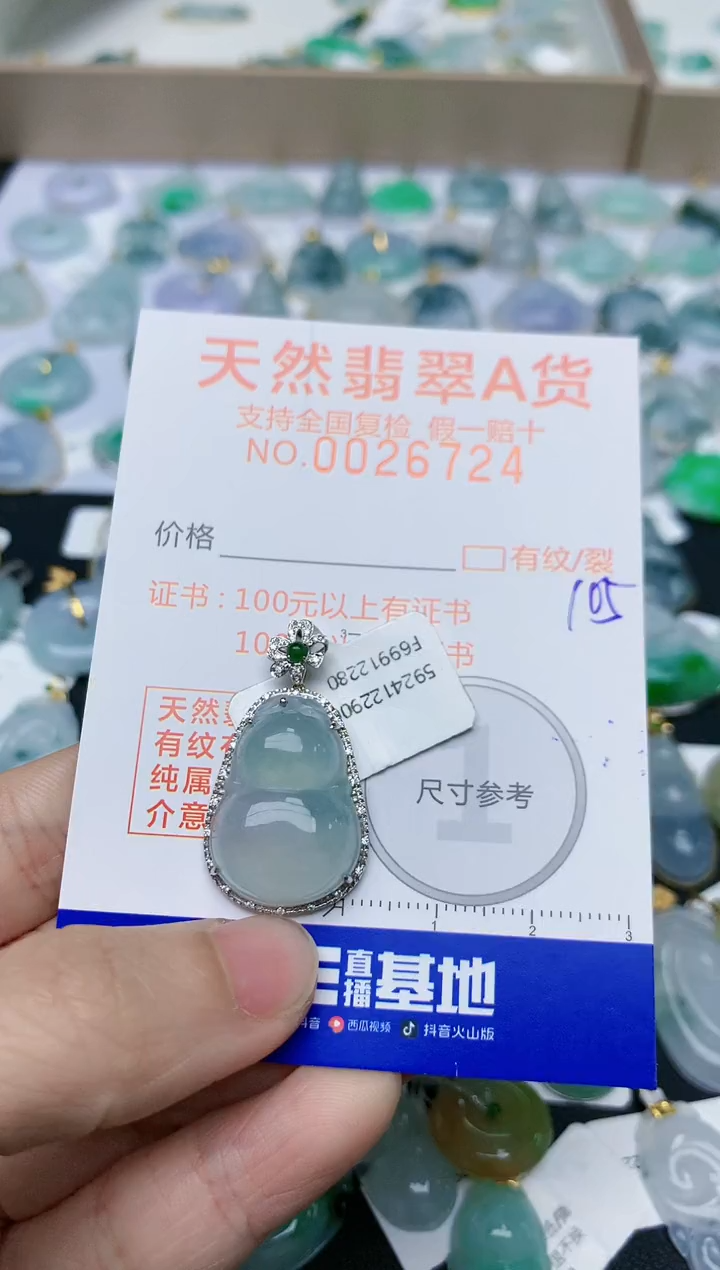 天然翡翠A货
支持全国复检 假一赔十
NO.0026724
价格
有纹/裂
105
证书：100元以上有证书
10
书
F69912280
592412290
天然
有纹
纯属
介意
尺寸参考
1
1 2 3
直播基地
抖音 西瓜视频 抖音火山版